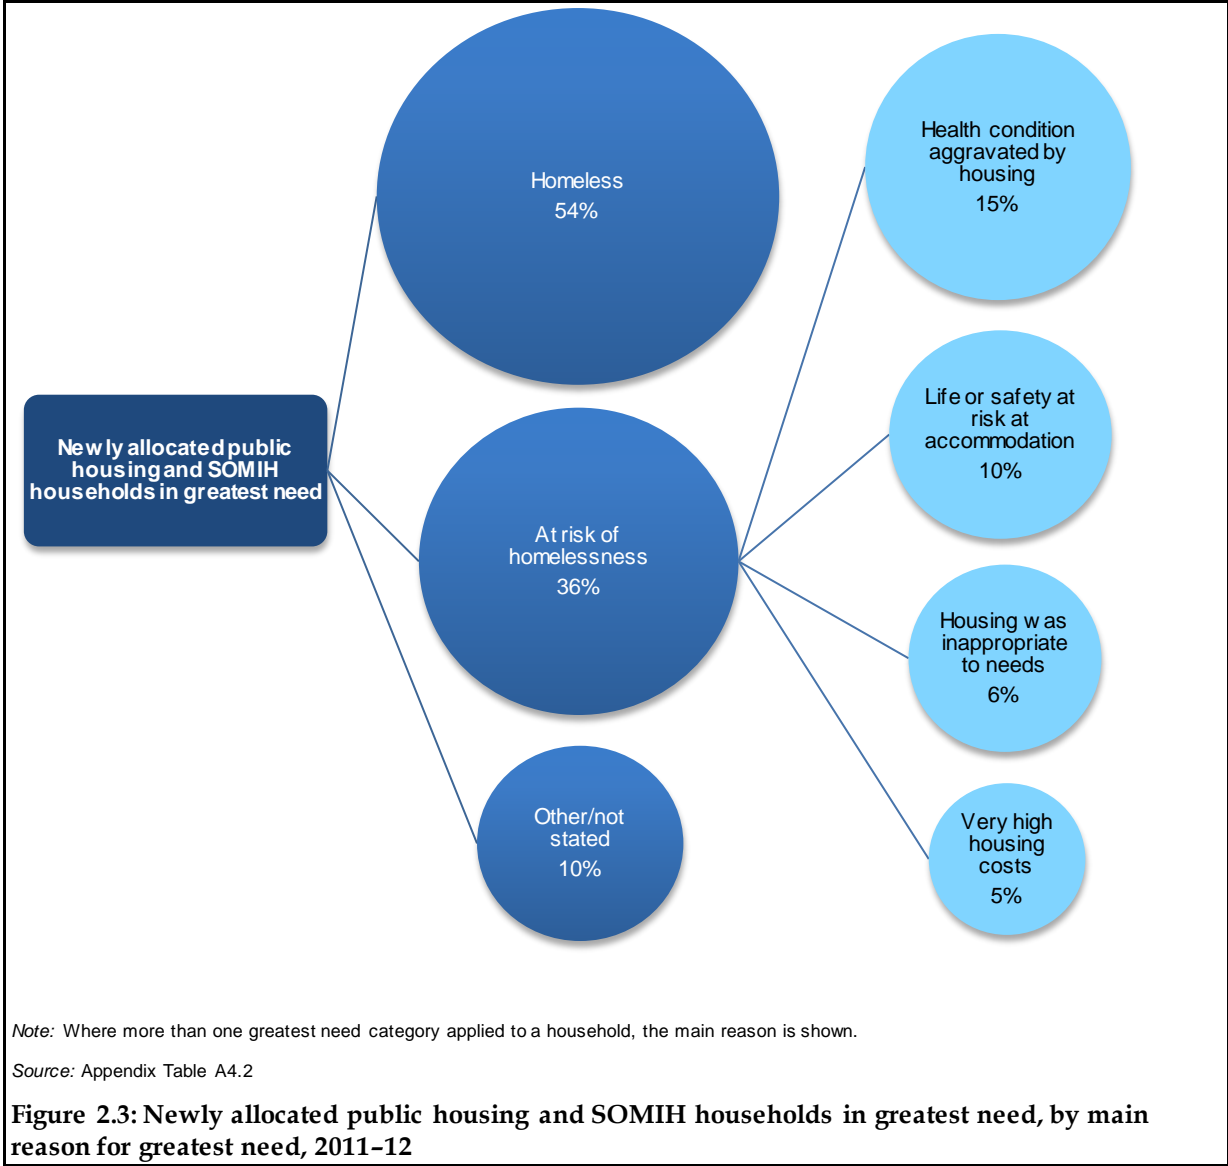 Newly allocated public
housing and SOMIH
households in greatest need
Homeless
54%
At risk of
homelessness
36%
Other/not
stated
10%
Health condition
aggravated by
housing
15%
Life or safety at
risk at
accommodation
10%
Housing was
inappropriate
to needs
6%
Very high
housing
costs
5%
Note: Where more than one greatest need category applied to a household, the main reason is shown.
Source: Appendix Table A4.2
Figure 2.3: Newly allocated public housing and SOMIH households in greatest need, by main
reason for greatest need, 2011–12